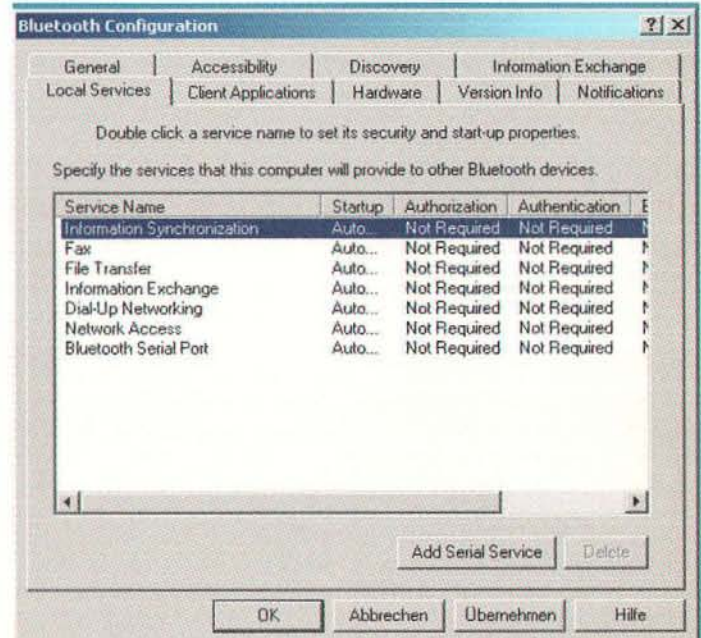 Bluetooth Configuration
General Accessibility Discovery Information Exchange
Local Services Client Applications Hardware Version Info Notifications
Double click a service name to set its security and start-up properties.
Specify the services that this computer will provide to other Bluetooth devices.
Service Name Startup Authorization Authentication E
Information Synchronization Auto... Not Required Not Required N
Fax Auto... Not Required Not Required N
File Transfer Auto... Not Required Not Required N
Information Exchange Auto... Not Required Not Required N
Dial-Up Networking Auto... Not Required Not Required N
Network Access Auto... Not Required Not Required N
Bluetooth Serial Port Auto... Not Required Not Required N
Add Serial Service Delete
OK Abbrechen Übernehmen Hilfe